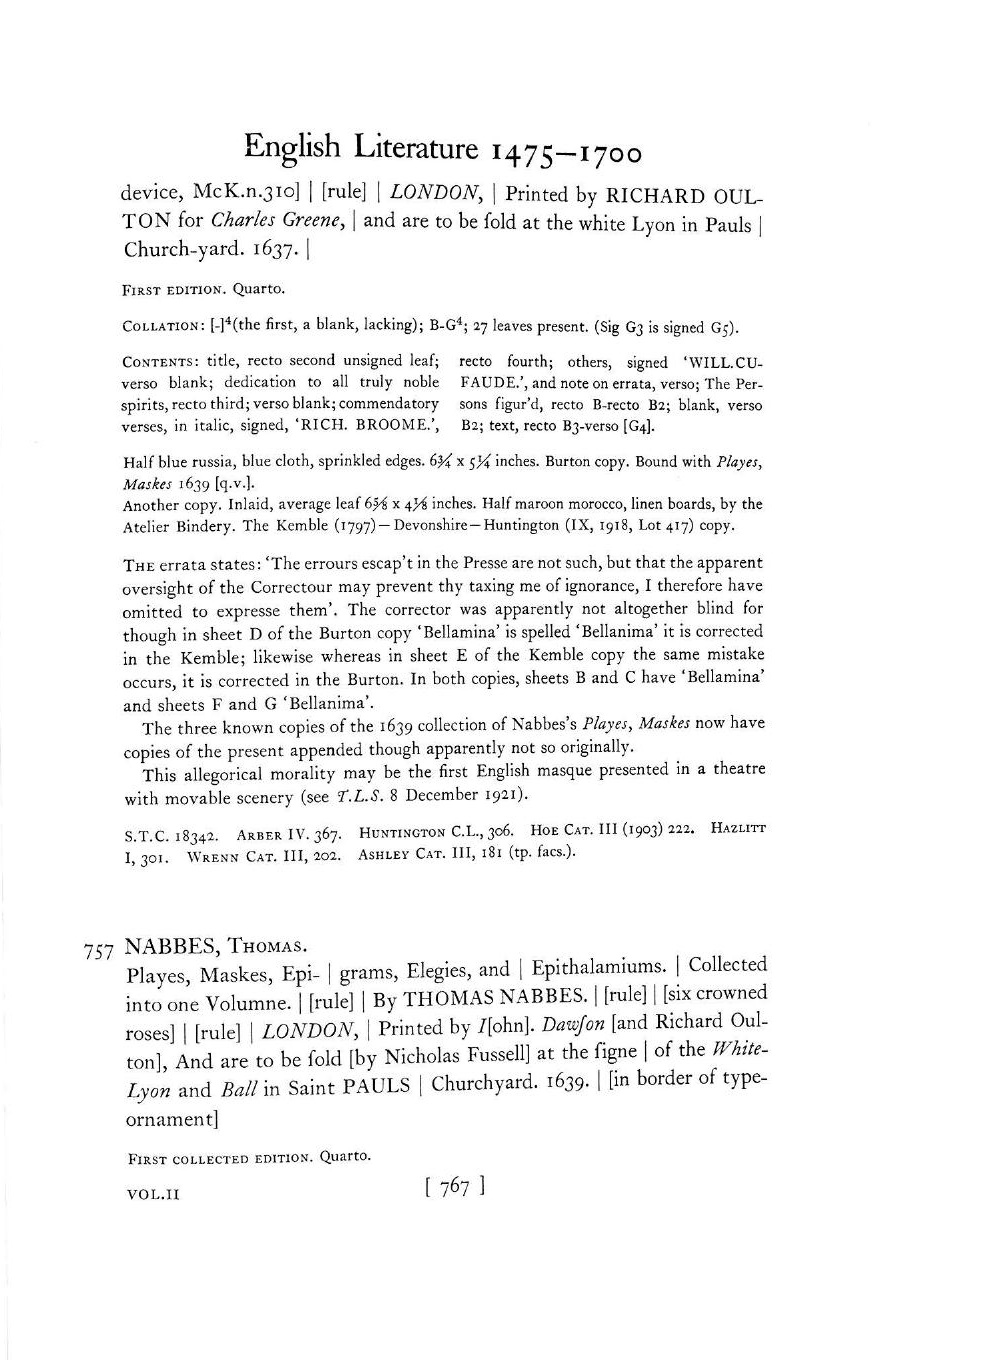 English Literature 1475—1700
device, McK.n.310] | [rule] | LONDON, | Printed by RICHARD OUL-
TON for Charles Greene, | and are to be ſold at the white Lyon in Pauls |
Church-yard. 1637. |
First edition. Quarto.
Collation: [-]⁴(the first, a blank, lacking); B-G⁴; 27 leaves present. (Sig G3 is signed G5).
Contents: title, recto second unsigned leaf;
verso blank; dedication to all truly noble
spirits, recto third; verso blank; commendatory
verses, in italic, signed, ‘RICH. BROOME.’,
recto fourth; others, signed ‘WILL.CU-
FAUDE.’, and note on errata, verso; The Per-
sons figur’d, recto B-recto B2; blank, verso
B2; text, recto B3-verso [G4].
Half blue russia, blue cloth, sprinkled edges. 6¾ x 5¼ inches. Burton copy. Bound with Playes,
Maskes 1639 [q.v.].
Another copy. Inlaid, average leaf 6⅝ x 4⅞ inches. Half maroon morocco, linen boards, by the
Atelier Bindery. The Kemble (1797)—Devonshire—Huntington (IX, 1918, Lot 417) copy.
The errata states: ‘The errours escap’t in the Presse are not such, but that the apparent
oversight of the Correctour may prevent thy taxing me of ignorance, I therefore have
omitted to expresse them’. The corrector was apparently not altogether blind for
though in sheet D of the Burton copy ‘Bellamina’ is spelled ‘Bellanima’ it is corrected
in the Kemble; likewise whereas in sheet E of the Kemble copy the same mistake
occurs, it is corrected in the Burton. In both copies, sheets B and C have ‘Bellamina’
and sheets F and G ‘Bellanima’.
The three known copies of the 1639 collection of Nabbes’s Playes, Maskes now have
copies of the present appended though apparently not so originally.
This allegorical morality may be the first English masque presented in a theatre
with movable scenery (see T.L.S. 8 December 1921).
S.T.C. 18342. Arber IV. 367. Huntington C.L., 306. Hoe Cat. III (1903) 222. Hazlitt
I, 301. Wrenn Cat. III, 202. Ashley Cat. III, 181 (tp. facs.).
757 NABBES, Thomas.
Playes, Maskes, Epi- | grams, Elegies, and | Epithalamiums. | Collected
into one Volumne. | [rule] | By THOMAS NABBES. | [rule] | [six crowned
roses] | [rule] | LONDON, | Printed by I[ohn]. Dawſon [and Richard Oul-
ton], And are to be ſold [by Nicholas Fussell] at the ſigne | of the White-
Lyon and Ball in Saint PAULS | Churchyard. 1639. | [in border of type-
ornament]
First collected edition. Quarto.
VOL.II
[ 767 ]